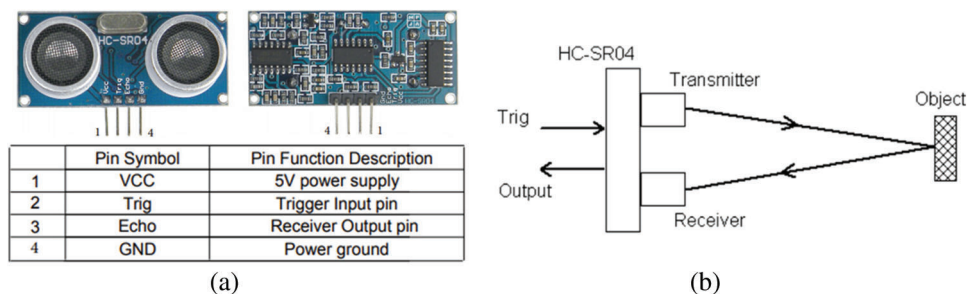 HC-SR04
Vcc Trig Echo Gnd
1 4
4 1
Pin Symbol Pin Function Description
1 VCC 5V power supply
2 Trig Trigger Input pin
3 Echo Receiver Output pin
4 GND Power ground
(a)
HC-SR04
Transmitter
Object
Trig
Output
Receiver
(b)